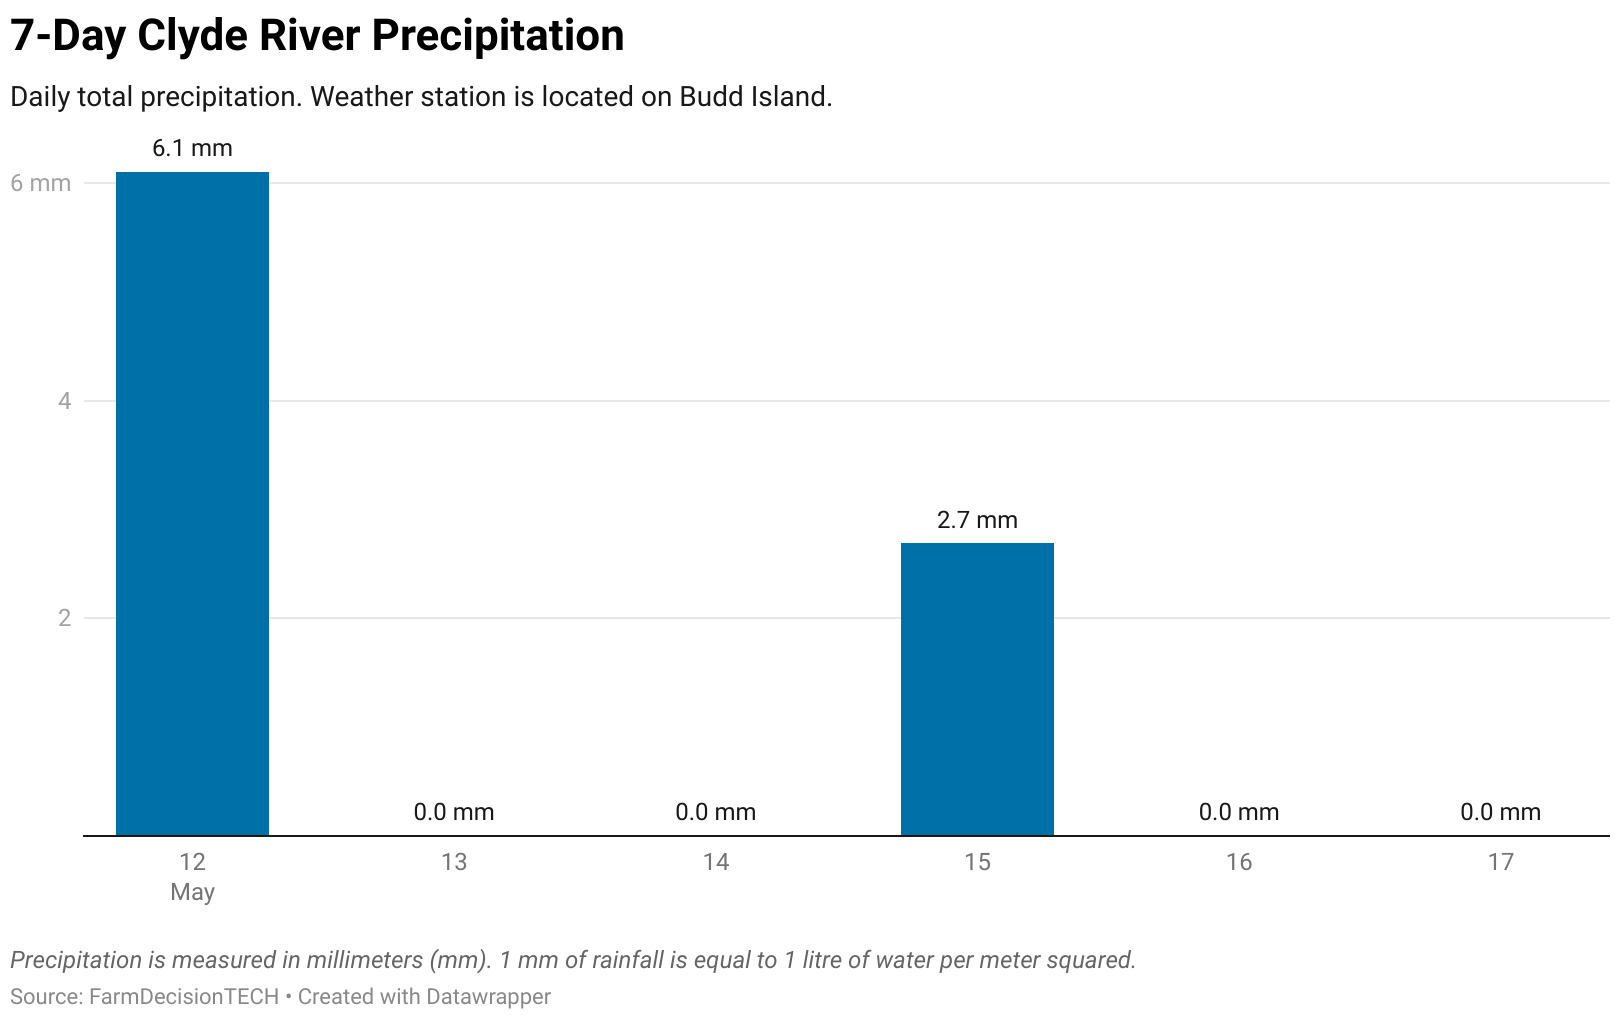 7-Day Clyde River Precipitation
Daily total precipitation. Weather station is located on Budd Island.
6.1 mm
6 mm
4
2.7 mm
2
0.0 mm 0.0 mm 0.0 mm 0.0 mm
12 13 14 15 16 17
May
Precipitation is measured in millimeters (mm). 1 mm of rainfall is equal to 1 litre of water per meter squared.
Source: FarmDecisionTECH • Created with Datawrapper